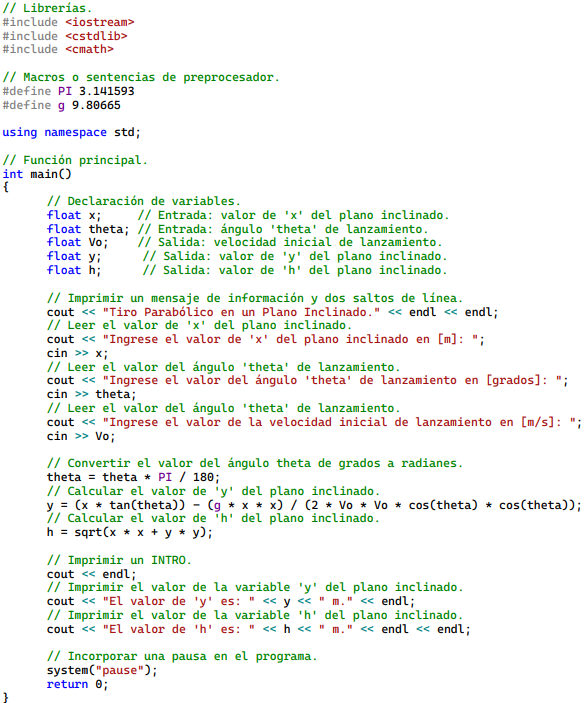 // Librerías.
#include <iostream>
#include <cstdlib>
#include <cmath>
// Macros o sentencias de preprocesador.
#define PI 3.141593
#define g 9.80665
using namespace std;
// Función principal.
int main()
{
// Declaración de variables.
float x; // Entrada: valor de 'x' del plano inclinado.
float theta; // Entrada: ángulo 'theta' de lanzamiento.
float Vo; // Salida: velocidad inicial de lanzamiento.
float y; // Salida: valor de 'y' del plano inclinado.
float h; // Salida: valor de 'h' del plano inclinado.
// Imprimir un mensaje de información y dos saltos de línea.
cout << "Tiro Parabólico en un Plano Inclinado." << endl << endl;
// Leer el valor de 'x' del plano inclinado.
cout << "Ingrese el valor de 'x' del plano inclinado en [m]: ";
cin >> x;
// Leer el valor del ángulo 'theta' de lanzamiento.
cout << "Ingrese el valor del ángulo 'theta' de lanzamiento en [grados]: ";
cin >> theta;
// Leer el valor del ángulo 'theta' de lanzamiento.
cout << "Ingrese el valor de la velocidad inicial de lanzamiento en [m/s]: ";
cin >> Vo;
// Convertir el valor del ángulo theta de grados a radianes.
theta = theta * PI / 180;
// Calcular el valor de 'y' del plano inclinado.
y = (x * tan(theta)) - (g * x * x) / (2 * Vo * Vo * cos(theta) * cos(theta));
// Calcular el valor de 'h' del plano inclinado.
h = sqrt(x * x + y * y);
// Imprimir un INTRO.
cout << endl;
// Imprimir el valor de la variable 'y' del plano inclinado.
cout << "El valor de 'y' es: " << y << " m." << endl;
// Imprimir el valor de la variable 'h' del plano inclinado.
cout << "El valor de 'h' es: " << h << " m." << endl << endl;
// Incorporar una pausa en el programa.
system("pause");
return 0;
}